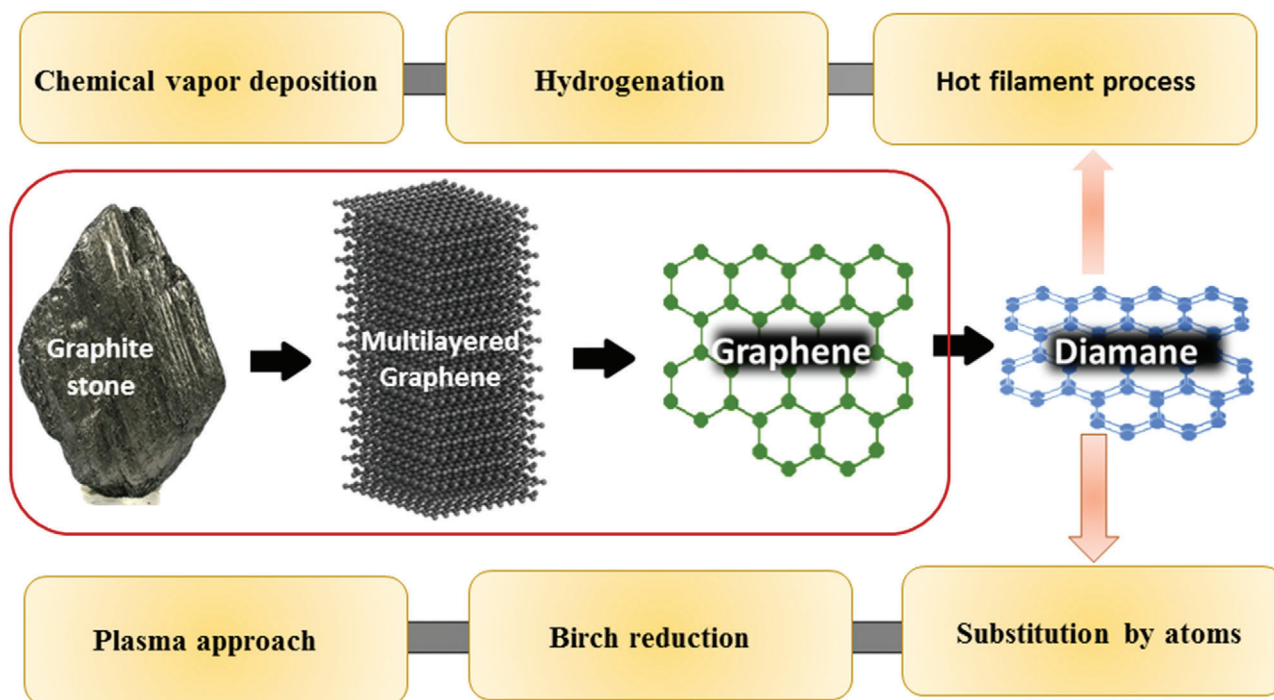 Chemical vapor deposition
Hydrogenation
Hot filament process
Graphite
stone
Multilayered
Graphene
Graphene
Diamane
Plasma approach
Birch reduction
Substitution by atoms